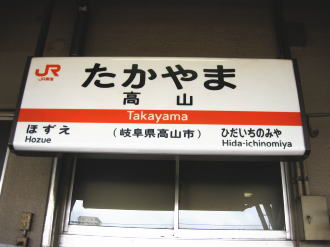 JR
JR東海
たかやま
高山
Takayama
ほずえ
(岐阜県高山市)
ひだいちのみや
Hozue
Hida-ichinomiya